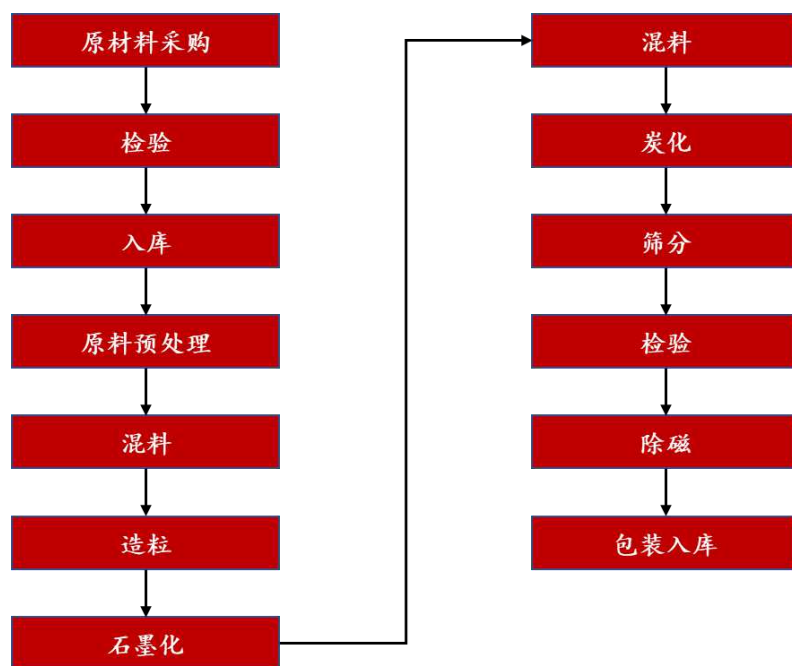 原材料采购
检验
入库
原料预处理
混料
造粒
石墨化
混料
炭化
筛分
检验
除磁
包装入库